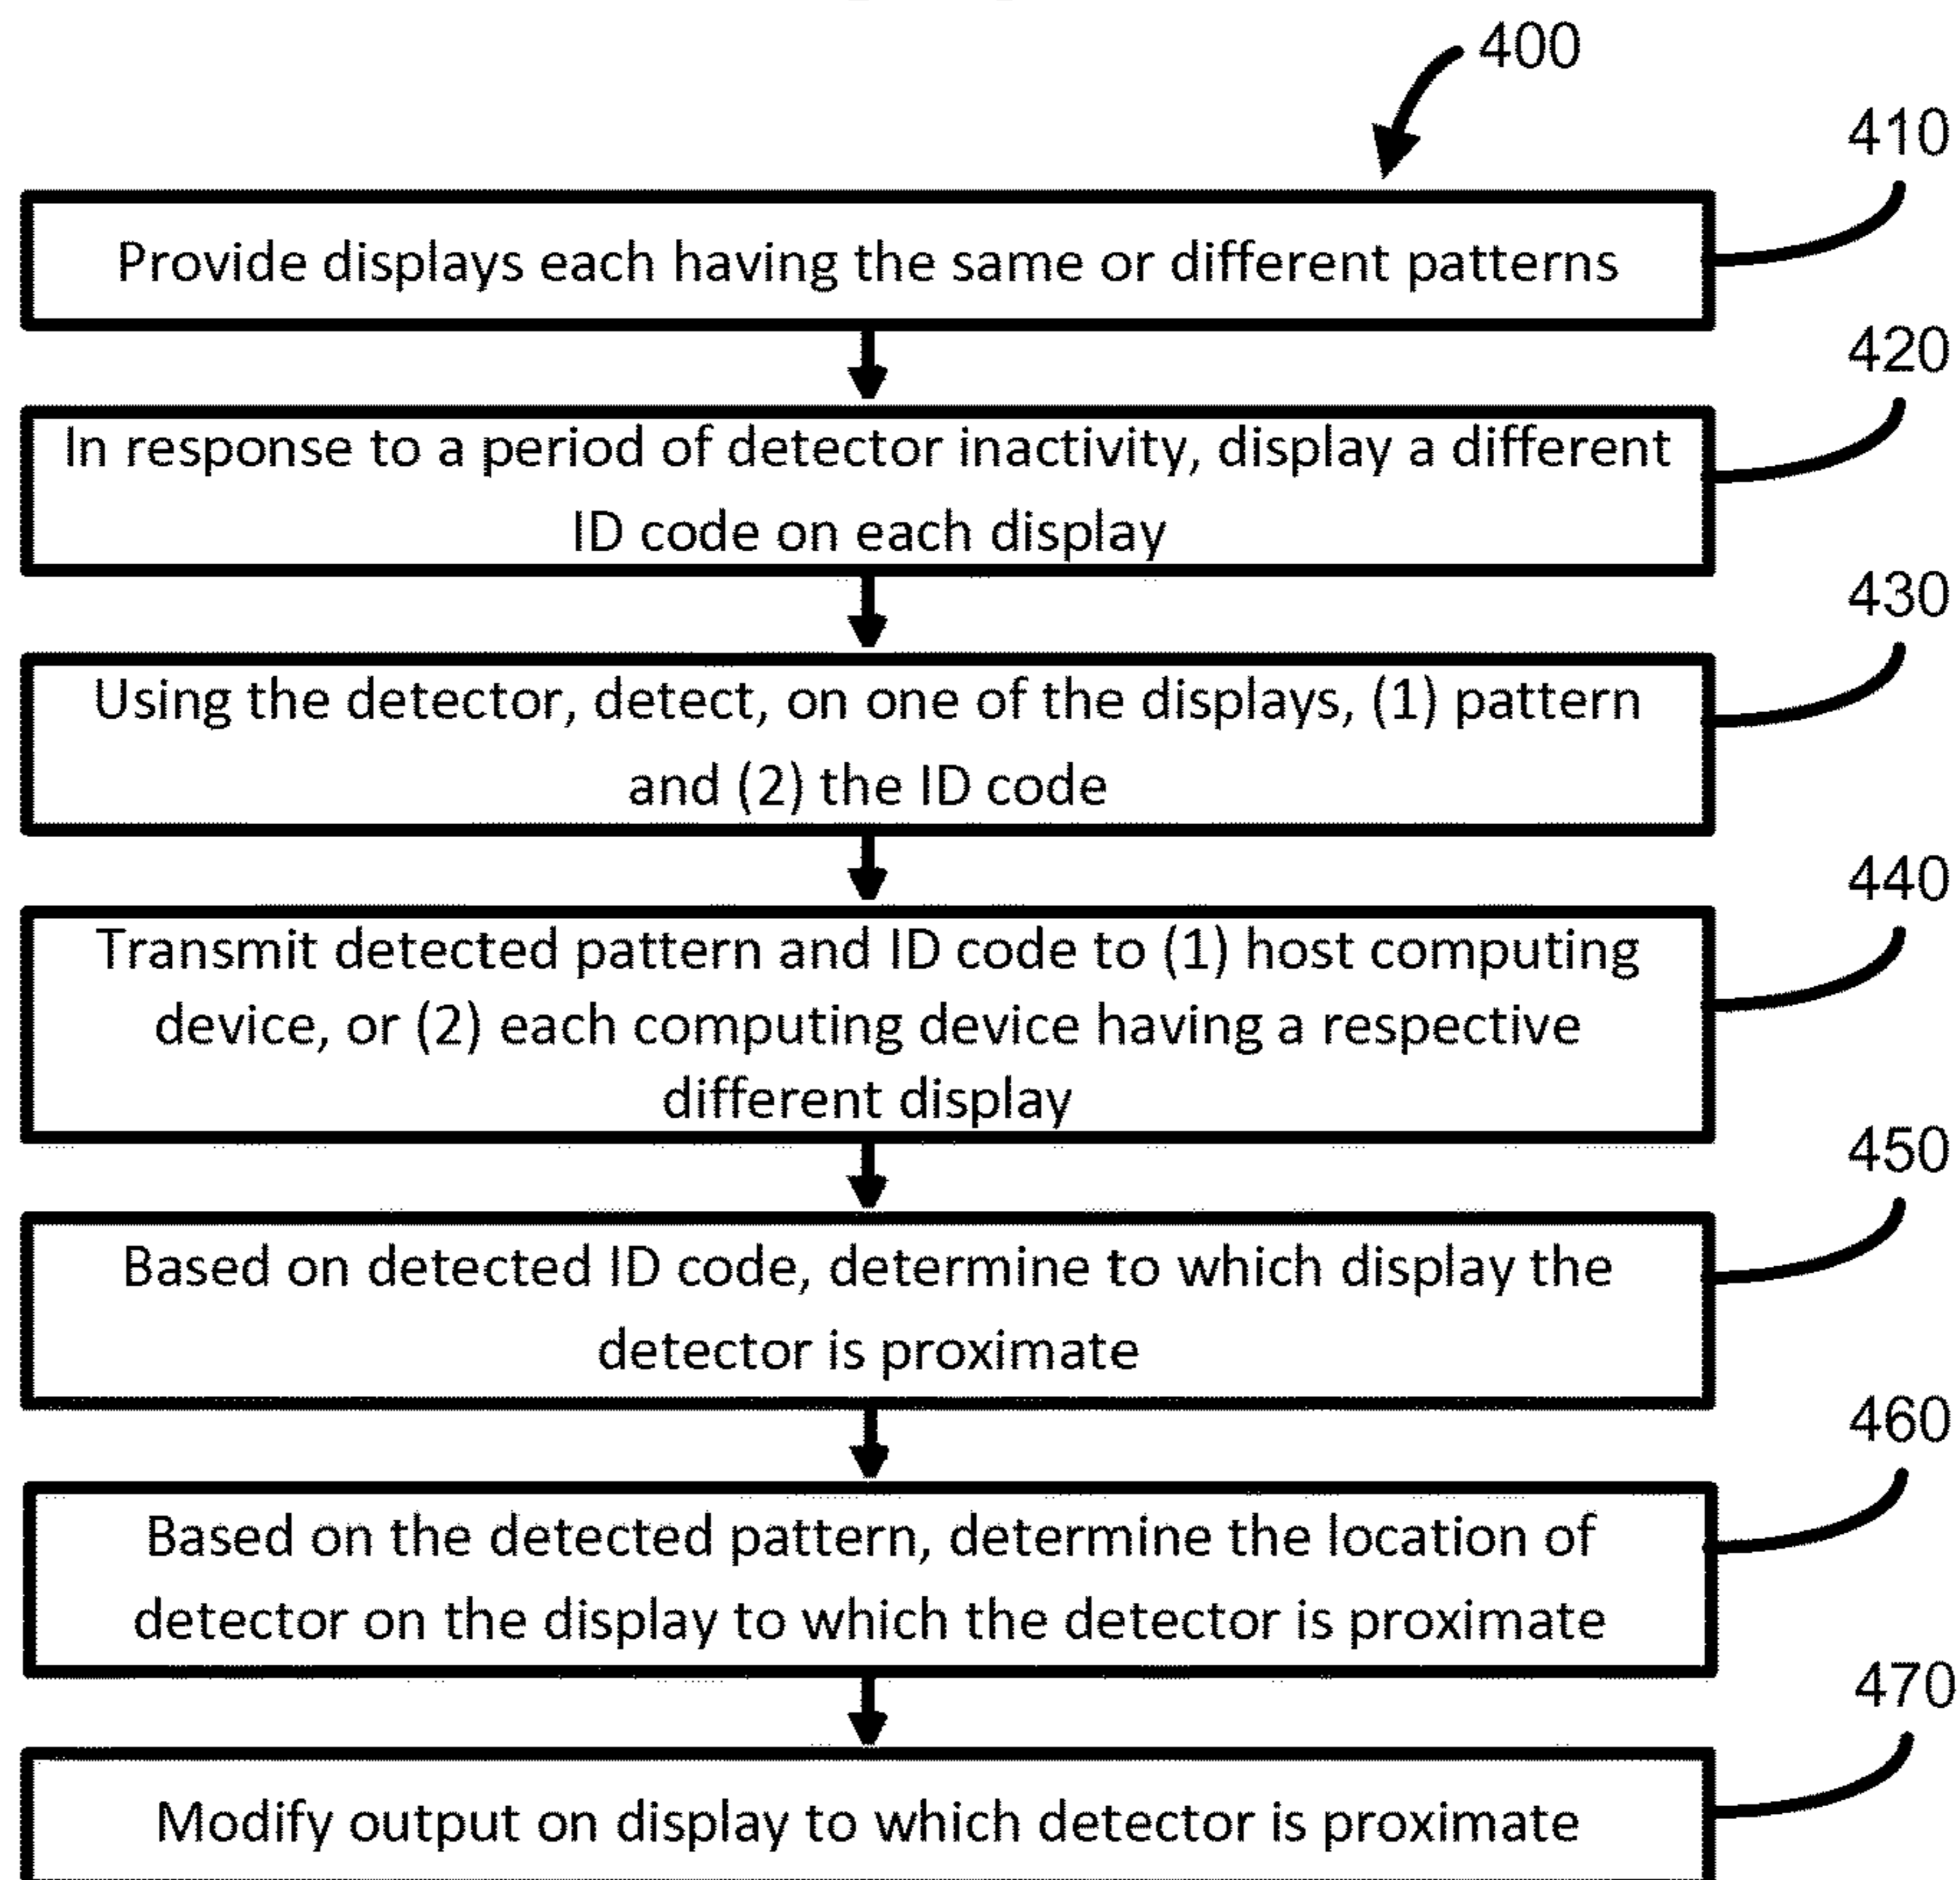 400
410
Provide displays each having the same or different patterns
420
In response to a period of detector inactivity, display a different
ID code on each display
430
Using the detector, detect, on one of the displays, (1) pattern
and (2) the ID code
440
Transmit detected pattern and ID code to (1) host computing
device, or (2) each computing device having a respective
different display
450
Based on detected ID code, determine to which display the
detector is proximate
460
Based on the detected pattern, determine the location of
detector on the display to which the detector is proximate
470
Modify output on display to which detector is proximate